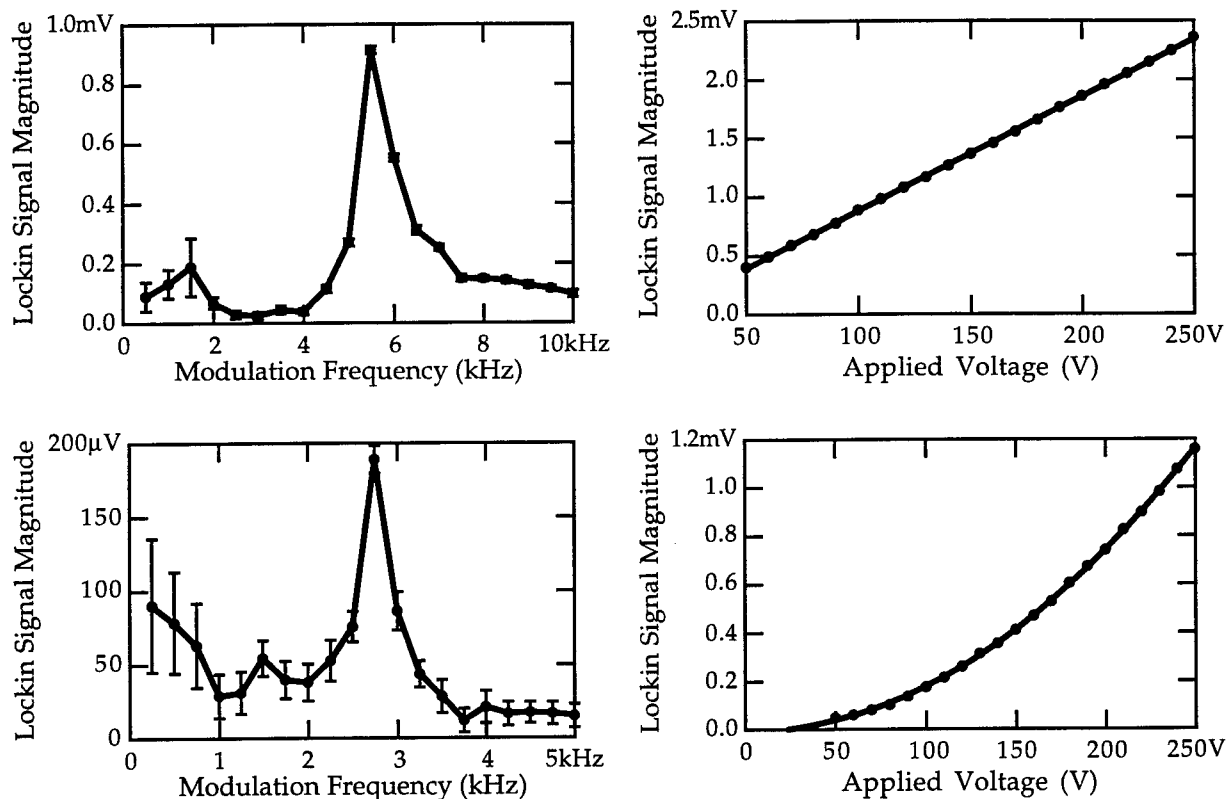 1.0mV
0.8
0.6
0.4
0.2
0.0
Lockin Signal Magnitude
0 2 4 6 8 10kHz
Modulation Frequency (kHz)
2.5mV
2.0
1.5
1.0
0.5
0.0
Lockin Signal Magnitude
50 100 150 200 250V
Applied Voltage (V)
200µV
150
100
50
0
Lockin Signal Magnitude
1 2 3 4 5kHz
Modulation Frequency (kHz)
1.2mV
1.0
0.8
0.6
0.4
0.2
0.0
Lockin Signal Magnitude
0 50 100 150 200 250V
Applied Voltage (V)